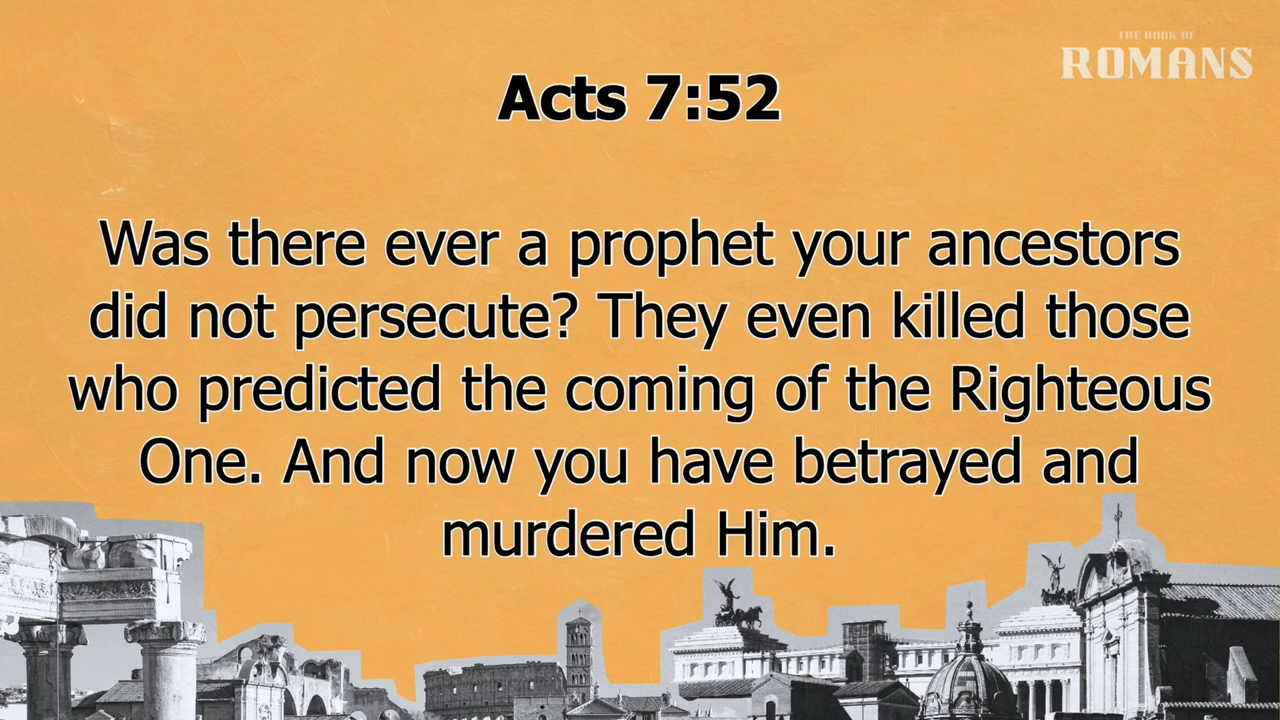 THE BOOK OF
ROMANS
Acts 7:52
Was there ever a prophet your ancestors
did not persecute? They even killed those
who predicted the coming of the Righteous
One. And now you have betrayed and
murdered Him.